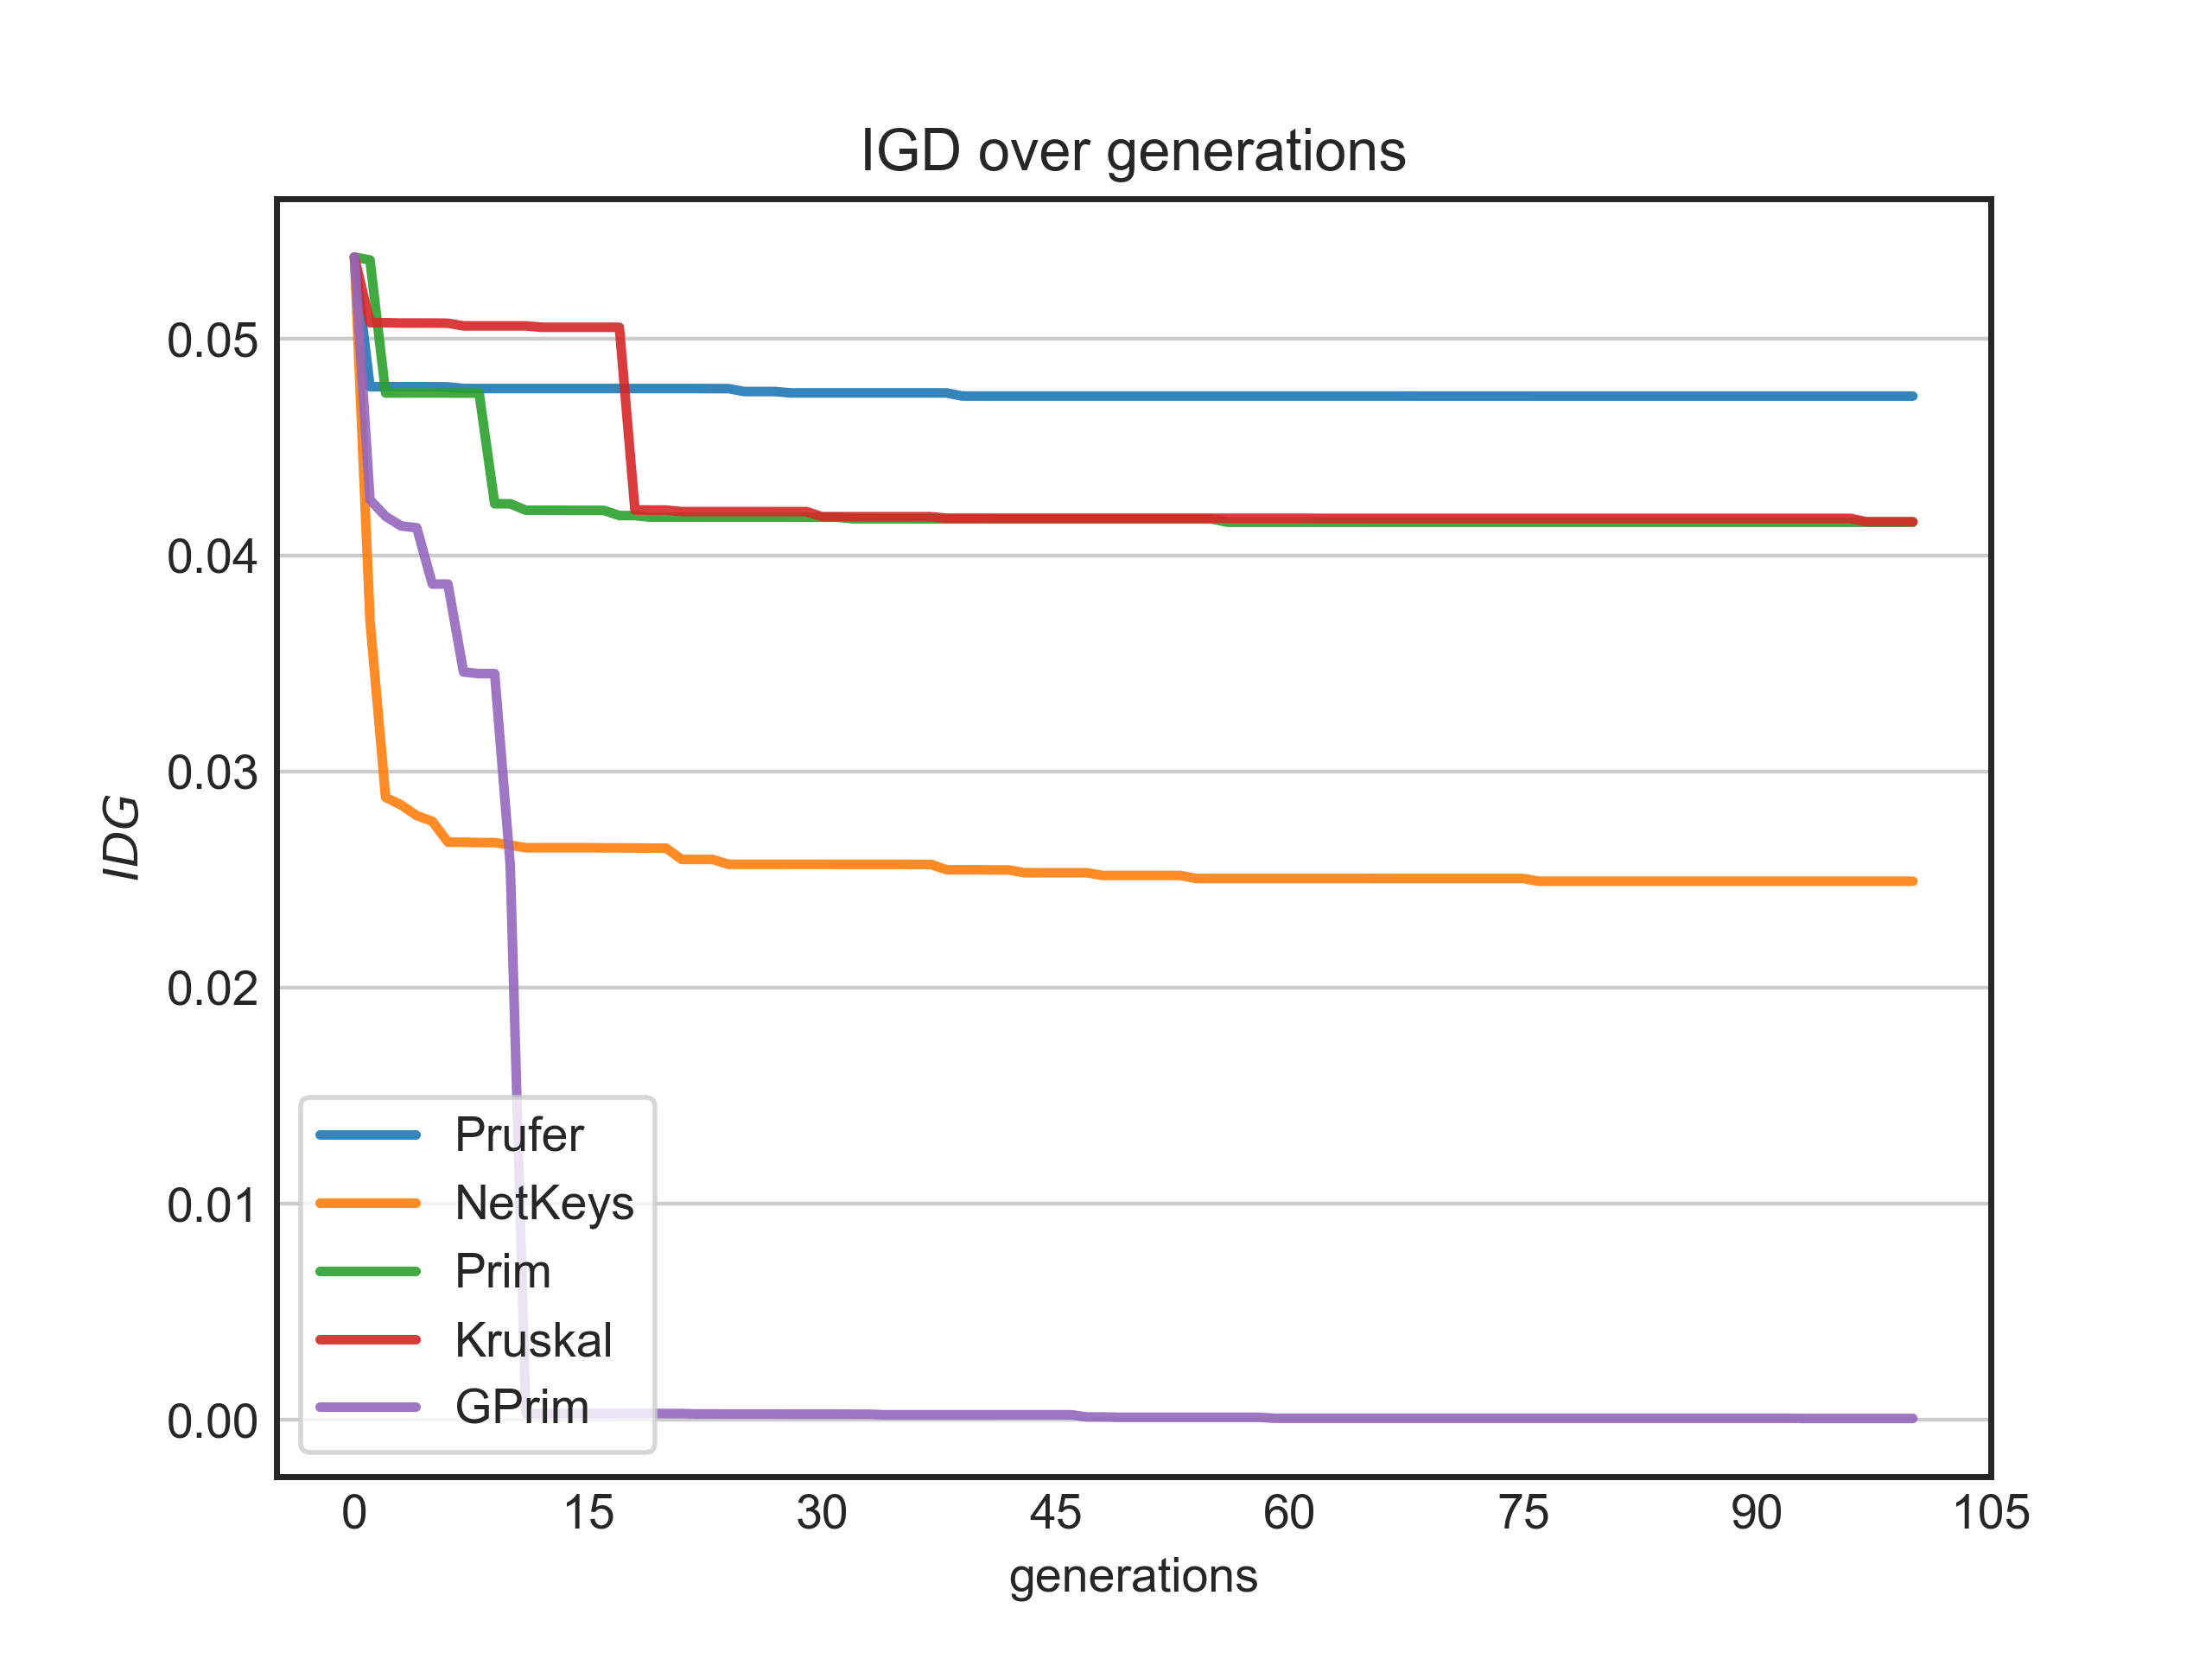 IGD over generations
0.05
0.04
0.03
0.02
0.01
0.00
IDG
Prufer
NetKeys
Prim
Kruskal
GPrim
0 15 30 45 60 75 90 105
generations